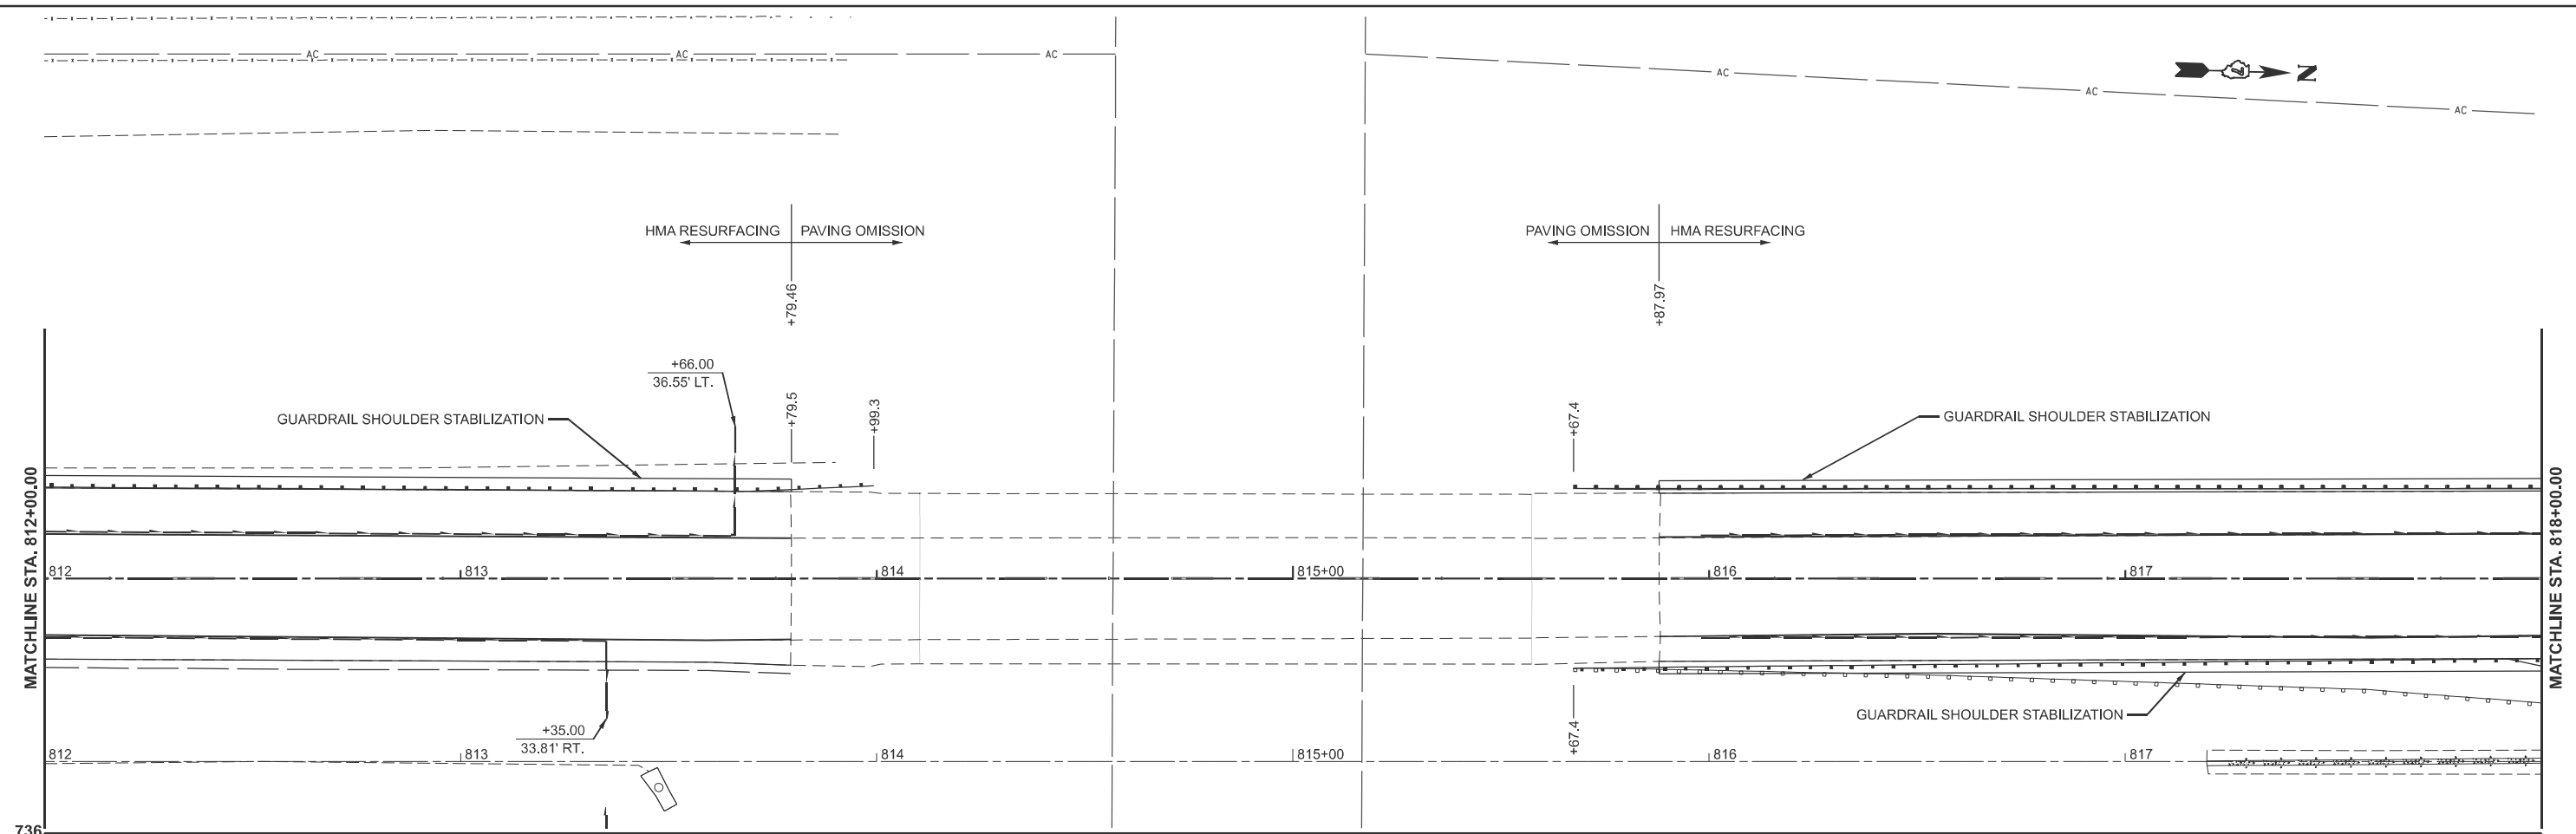 AC AC AC AC AC AC
N
HMA RESURFACING PAVING OMISSION
PAVING OMISSION HMA RESURFACING
+79.46
+87.97
+66.00
36.55' LT.
+79.5
+99.3
+67.4
GUARDRAIL SHOULDER STABILIZATION
GUARDRAIL SHOULDER STABILIZATION
MATCHLINE STA. 812+00.00
MATCHLINE STA. 818+00.00
812 813 814 815+00 816 817
GUARDRAIL SHOULDER STABILIZATION
+67.4
+35.00
33.81' RT.
812 813 814 815+00 816 817
736